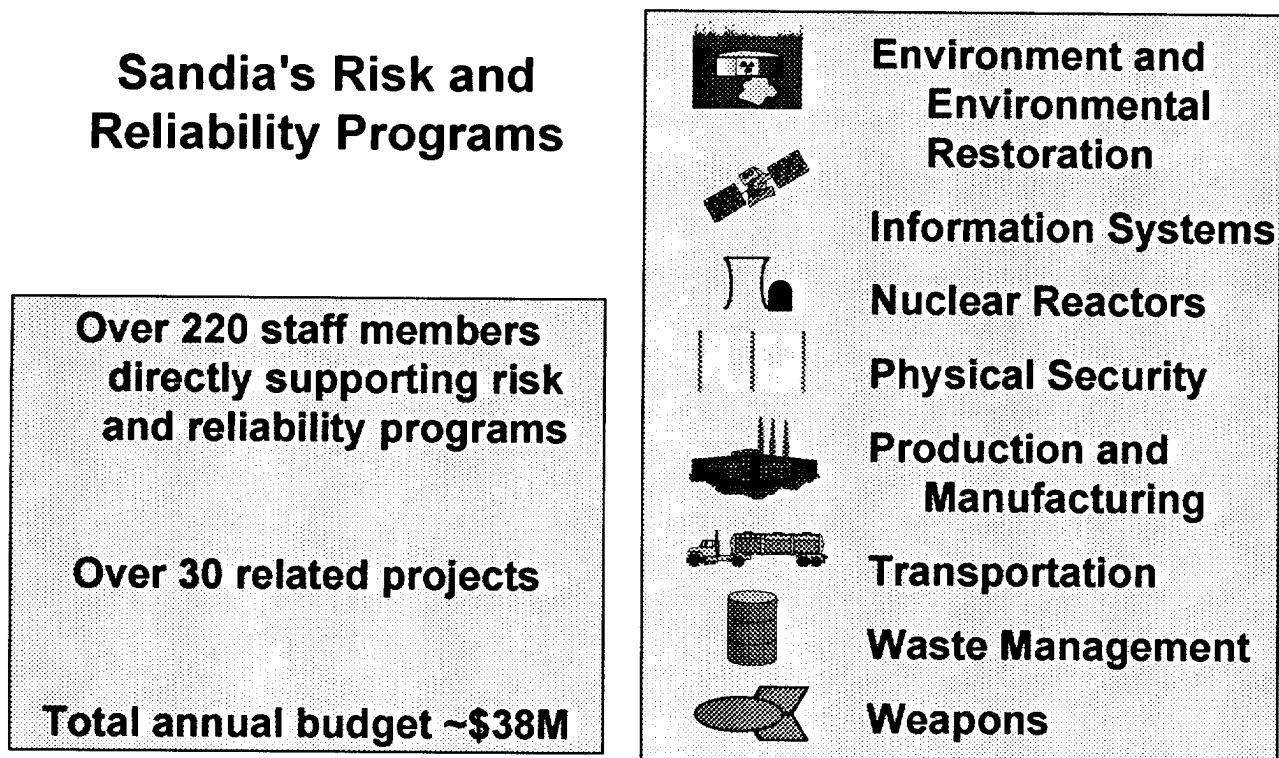 Sandia's Risk and
Reliability Programs
Over 220 staff members
directly supporting risk
and reliability programs
Over 30 related projects
Total annual budget ~$38M
Environment and
Environmental
Restoration
Information Systems
Nuclear Reactors
Physical Security
Production and
Manufacturing
Transportation
Waste Management
Weapons